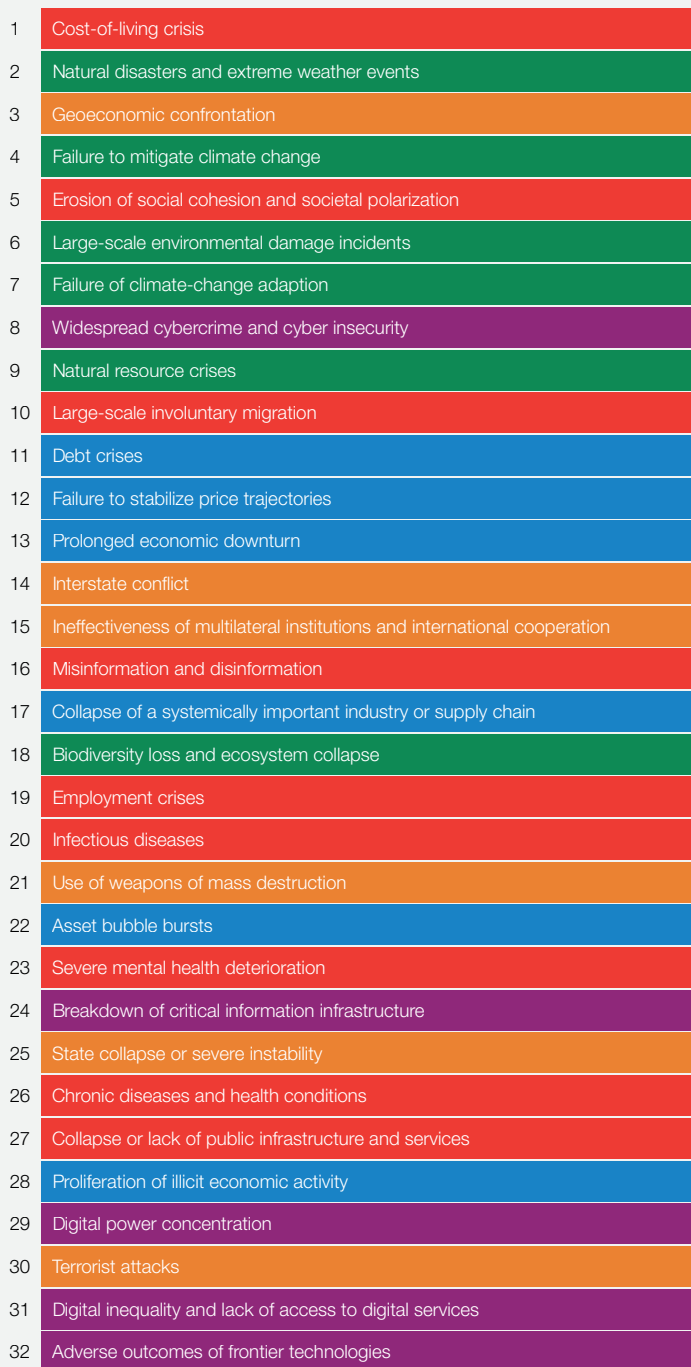 1 Cost-of-living crisis
2 Natural disasters and extreme weather events
3 Geoeconomic confrontation
4 Failure to mitigate climate change
5 Erosion of social cohesion and societal polarization
6 Large-scale environmental damage incidents
7 Failure of climate-change adaption
8 Widespread cybercrime and cyber insecurity
9 Natural resource crises
10 Large-scale involuntary migration
11 Debt crises
12 Failure to stabilize price trajectories
13 Prolonged economic downturn
14 Interstate conflict
15 Ineffectiveness of multilateral institutions and international cooperation
16 Misinformation and disinformation
17 Collapse of a systemically important industry or supply chain
18 Biodiversity loss and ecosystem collapse
19 Employment crises
20 Infectious diseases
21 Use of weapons of mass destruction
22 Asset bubble bursts
23 Severe mental health deterioration
24 Breakdown of critical information infrastructure
25 State collapse or severe instability
26 Chronic diseases and health conditions
27 Collapse or lack of public infrastructure and services
28 Proliferation of illicit economic activity
29 Digital power concentration
30 Terrorist attacks
31 Digital inequality and lack of access to digital services
32 Adverse outcomes of frontier technologies